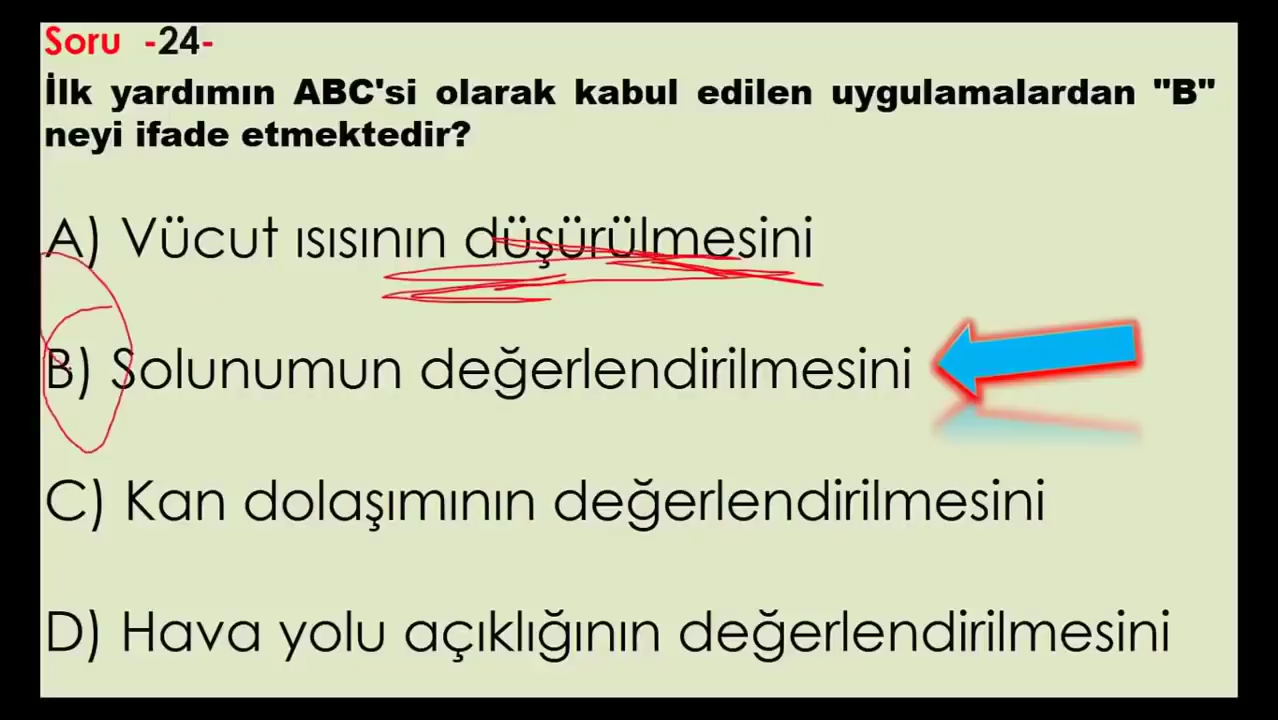 Soru -24-
İlk yardımın ABC'si olarak kabul edilen uygulamalardan "B"
neyi ifade etmektedir?
A) Vücut ısısının düşürülmesini
B) Solunumun değerlendirilmesini
C) Kan dolaşımının değerlendirilmesini
D) Hava yolu açıklığının değerlendirilmesini